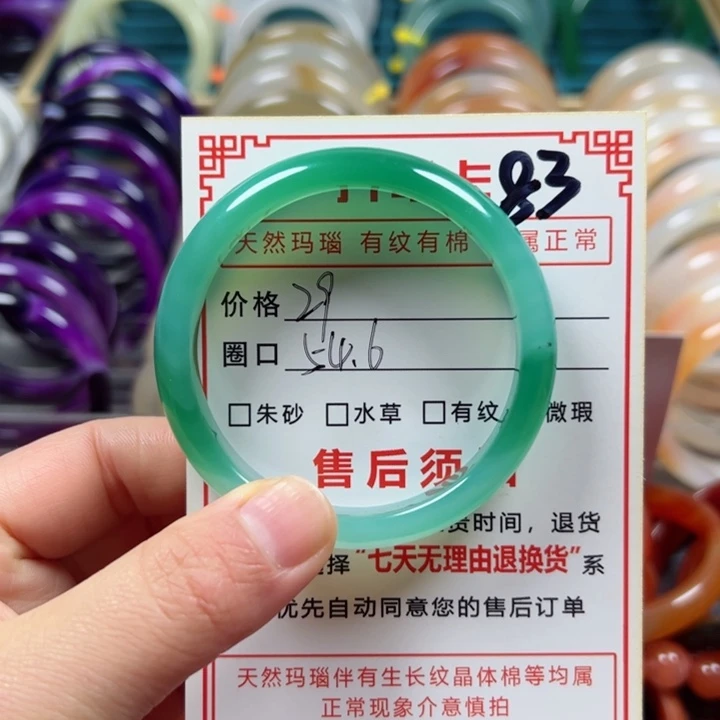 83
天然玛瑙 有纹有棉 属正常
价格 29
圈口 54.6
□朱砂 □水草 □有纹 微瑕
售后须
货时间，退货
择“七天无理由退换货”系
优先自动同意您的售后订单
天然玛瑙伴有生长纹晶体棉等均属
正常现象介意慎拍